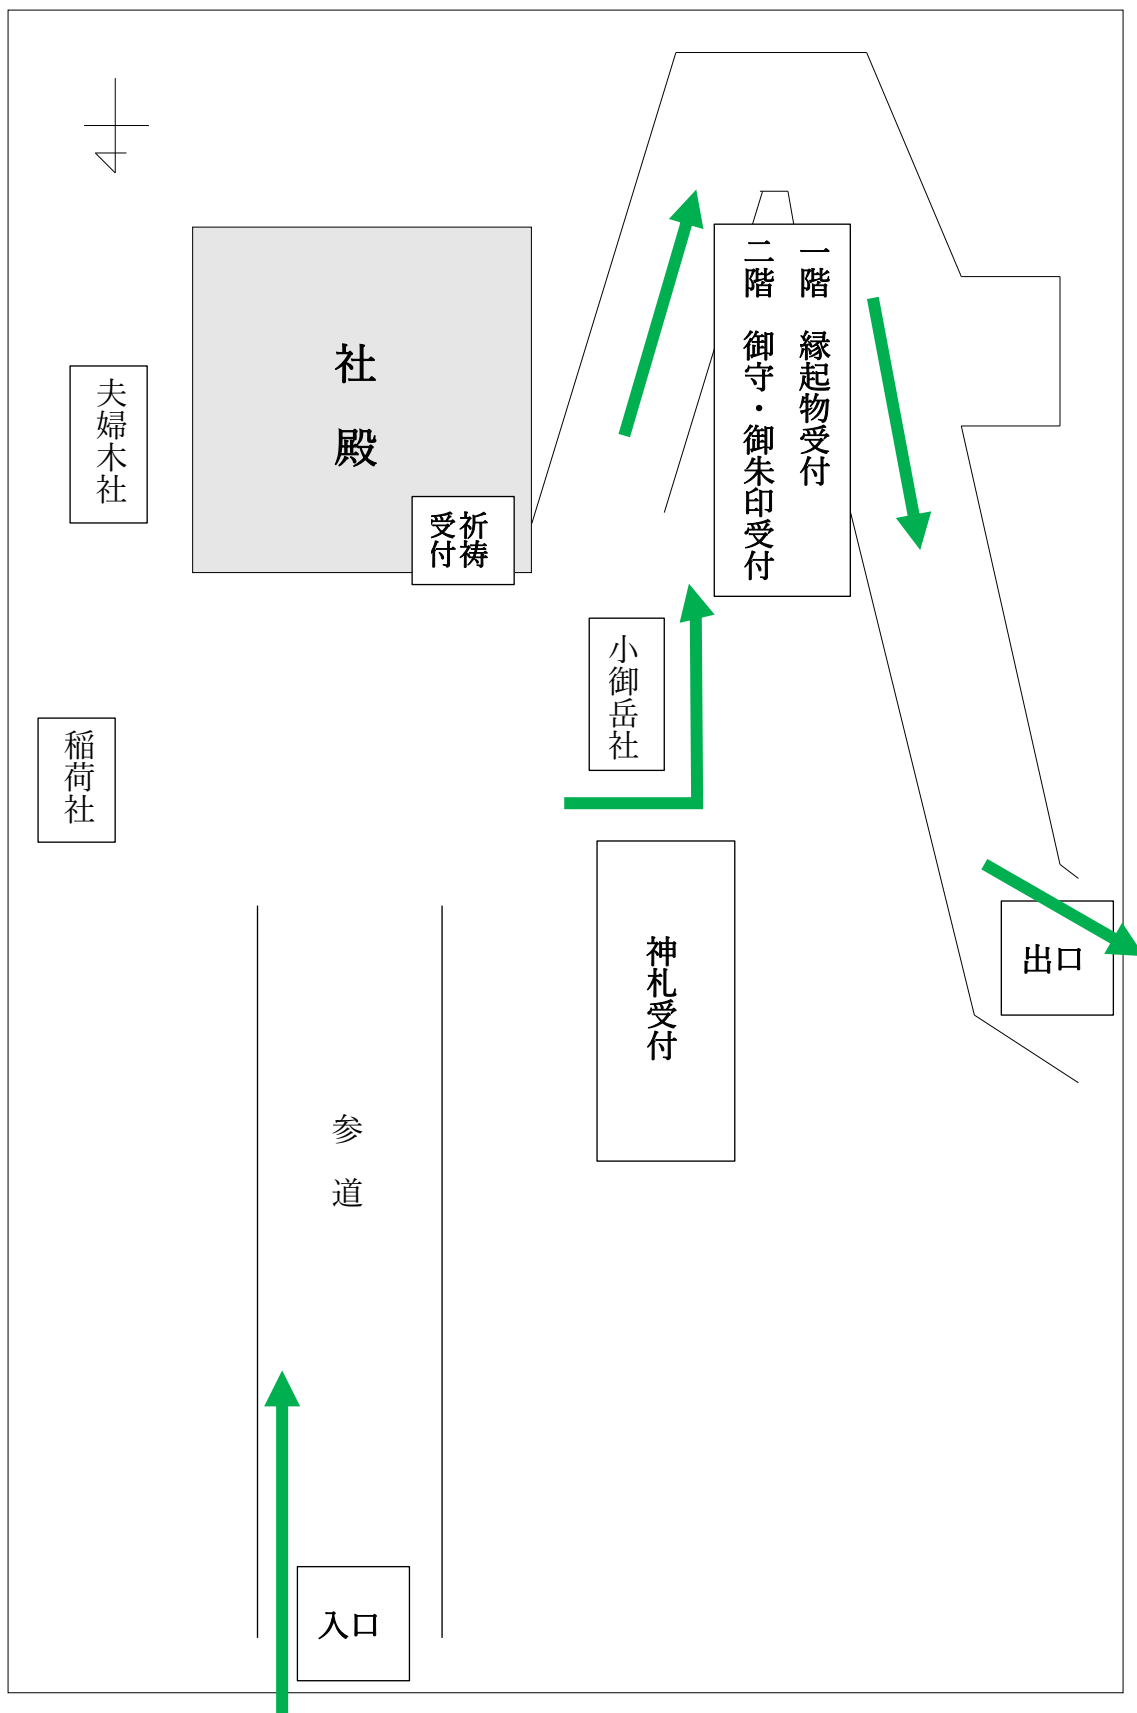 一階　縁起物受付
二階　御守・御朱印受付
社殿
夫婦木社
祈祷
受付
小御岳社
稲荷社
神札受付
出口
参道
入口